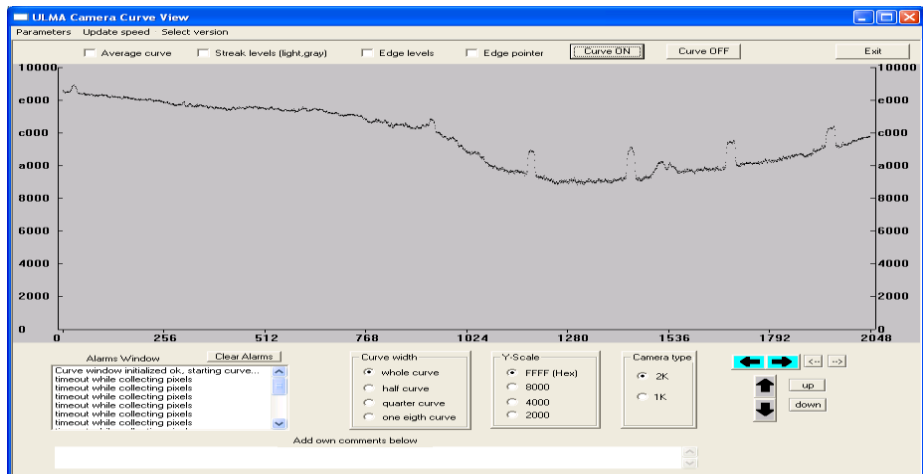 ULMA Camera Curve View
Parameters Update speed Select version
Average curve Streak levels (light,gray) Edge levels Edge pointer Curve ON Curve OFF Exit
10000 10000
e000 e000
c000 c000
a000 a000
8000 8000
6000 6000
4000 4000
2000 2000
0 0
0 256 512 768 1024 1280 1536 1792 2048
Alarms Window Clear Alarms
Curve window initialized ok, starting curve...
timeout while collecting pixels
timeout while collecting pixels
timeout while collecting pixels
timeout while collecting pixels
timeout while collecting pixels
timeout while collecting pixels
Curve width
whole curve
half curve
quarter curve
one eigth curve
Y-Scale
FFFF (Hex)
8000
4000
2000
Camera type
2K
1K
<-- -->
up
down
Add own comments below